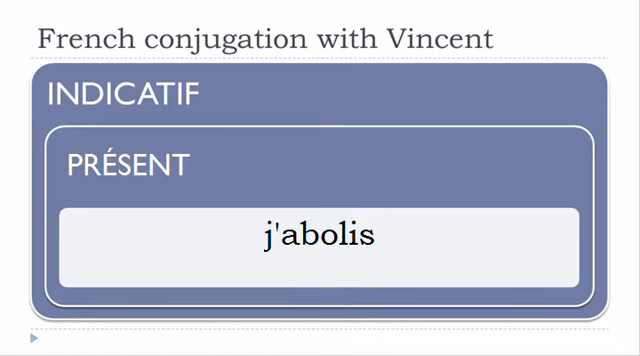 French conjugation with Vincent
INDICATIF
PRÉSENT
j'abolis